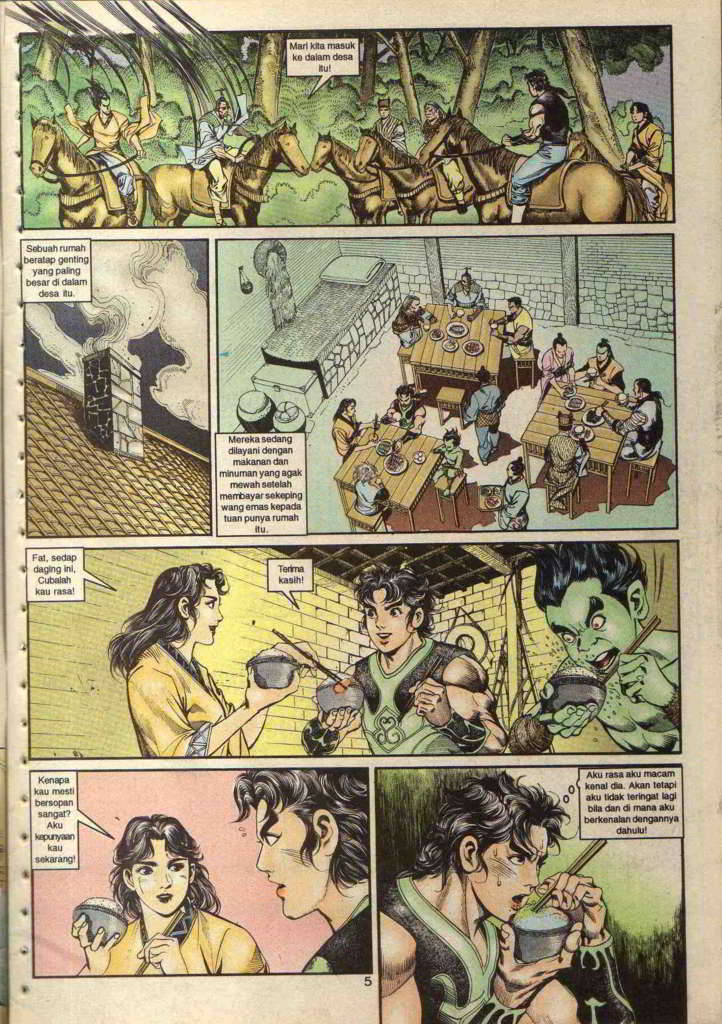 Mari kita masuk
ke dalam desa
itu!
Sebuah rumah
beratap genting
yang paling
besar di dalam
desa itu.
Mereka sedang
dilayani dengan
makanan dan
minuman yang agak
mewah setelah
membayar sekeping
wang emas kepada
tuan punya rumah
itu.
Fat, sedap
daging ini,
Cubalah
kau rasa!
Terima
kasih!
Kenapa
kau mesti
bersopan
sangat?
Aku
kepunyaan
kau
sekarang!
Aku rasa aku macam
kenal dia. Akan tetapi
aku tidak teringat lagi
bila dan di mana aku
berkenalan dengannya
dahulu!
5